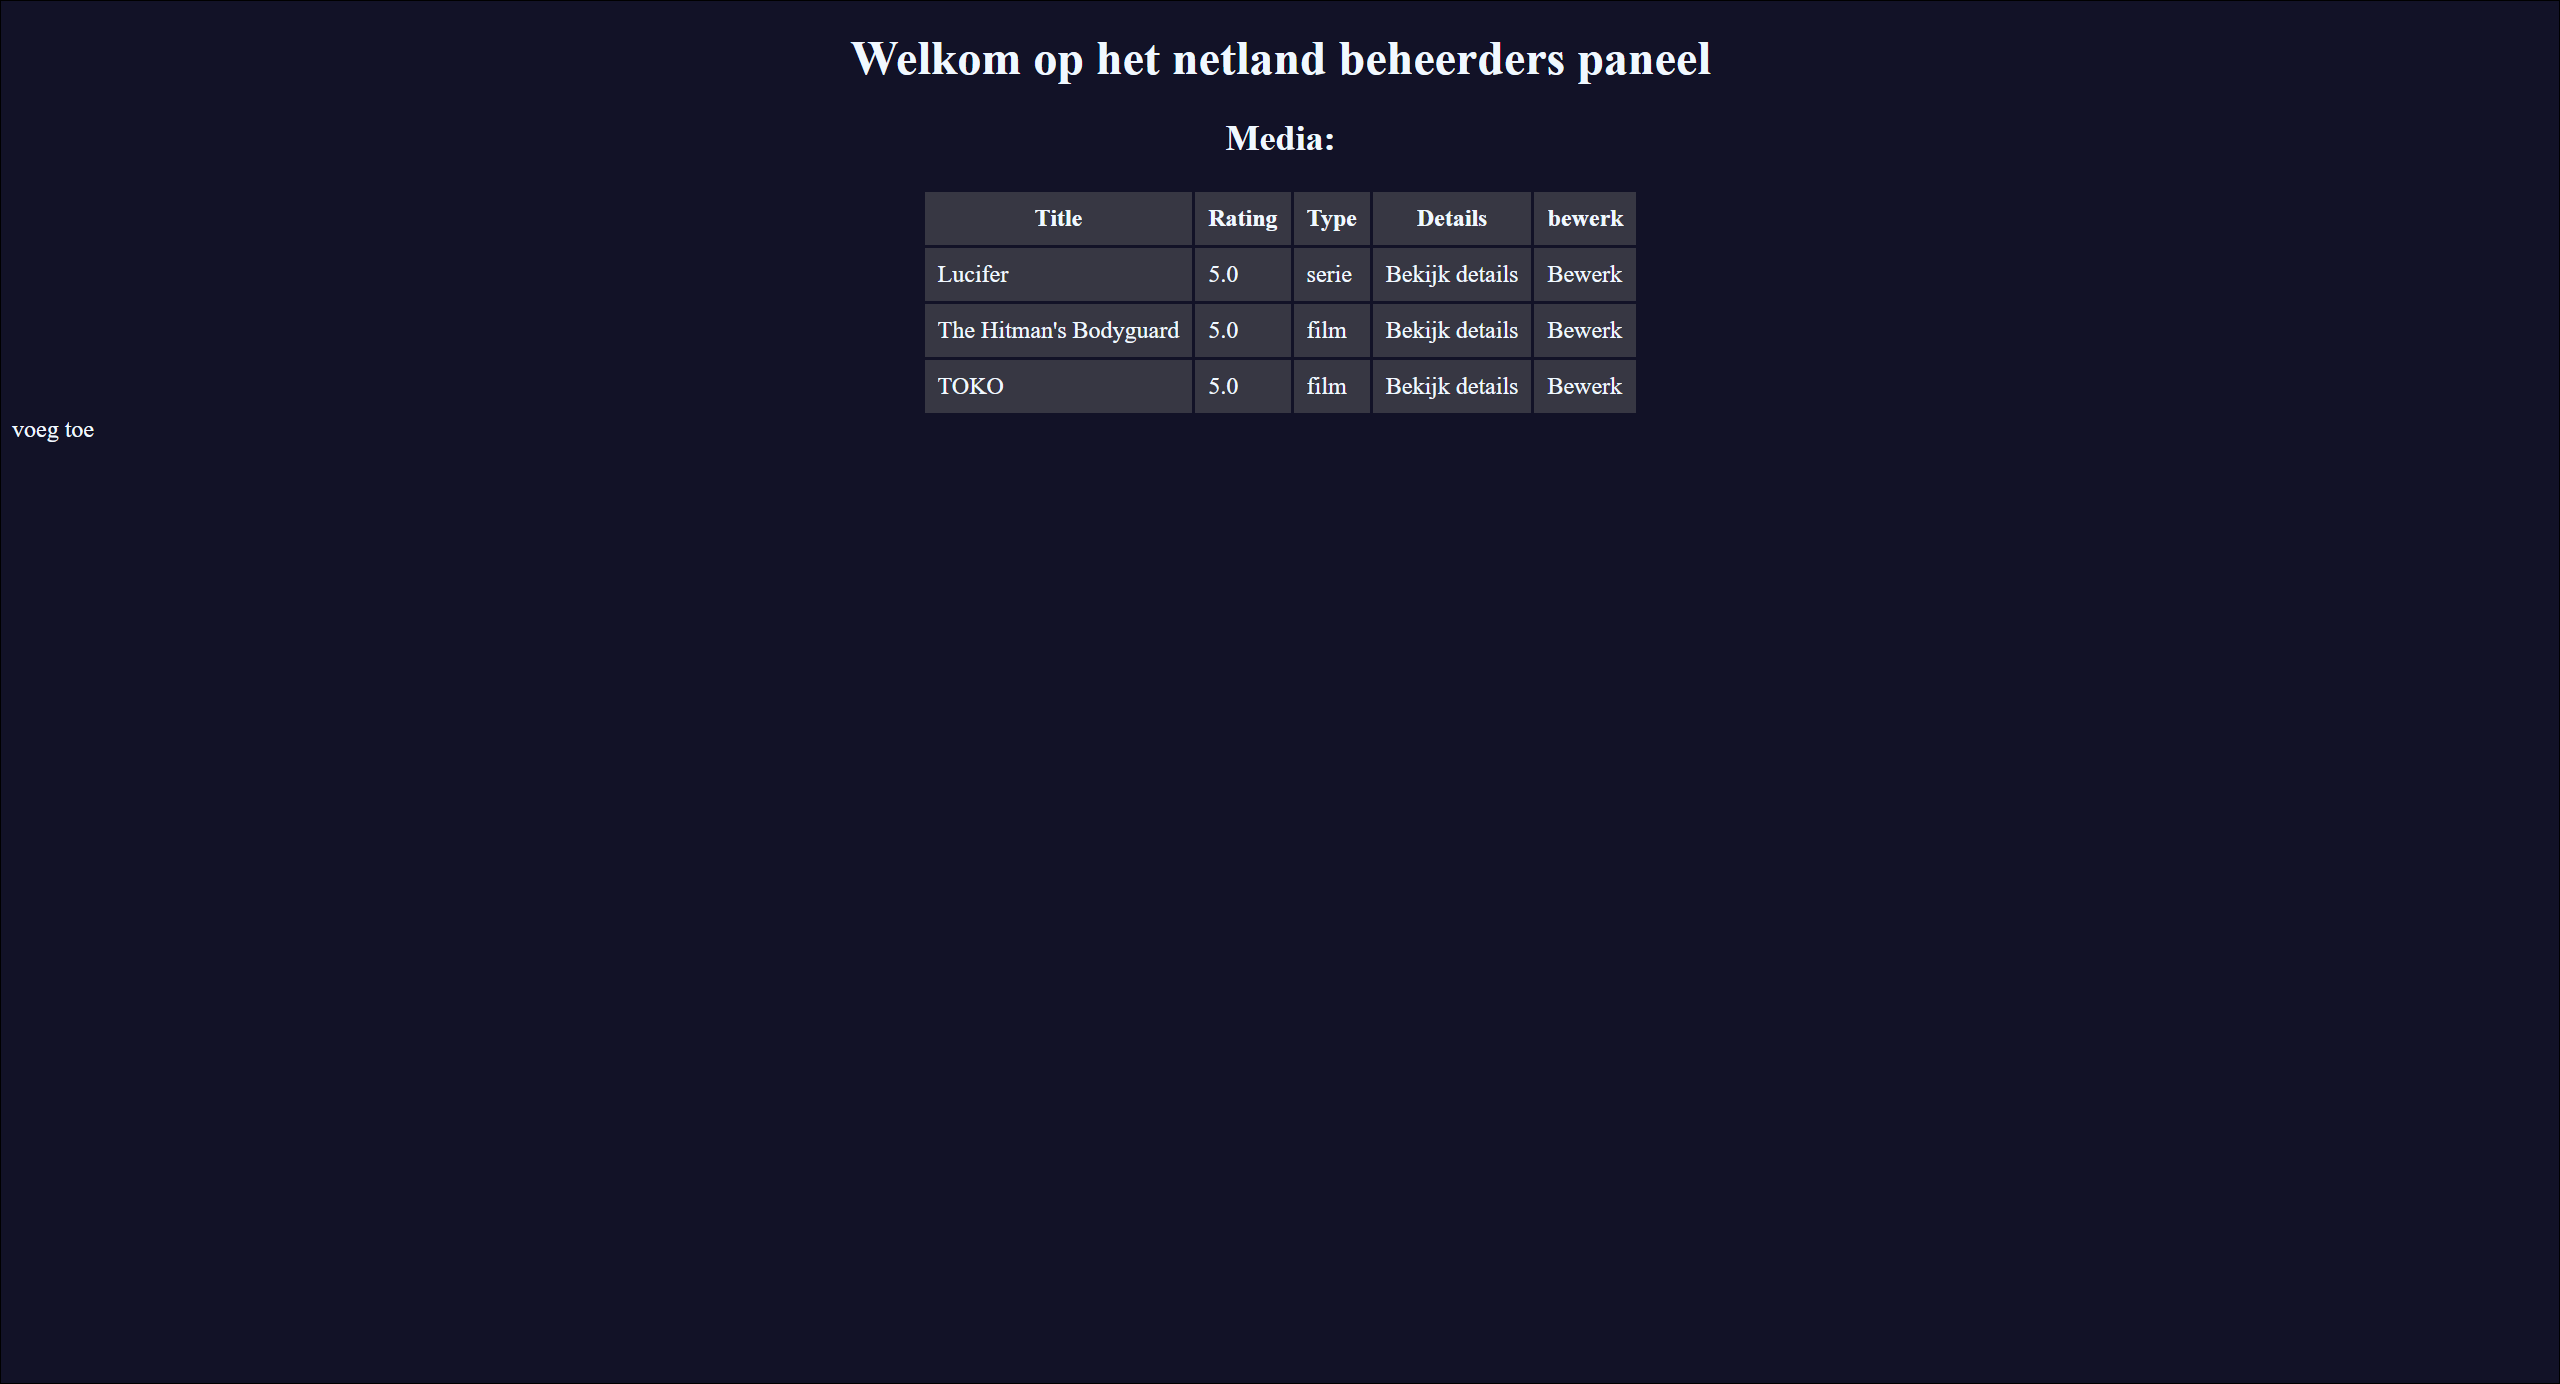 Welkom op het netland beheerders paneel
Media:
Title Rating Type Details bewerk
Lucifer 5.0 serie Bekijk details Bewerk
The Hitman's Bodyguard 5.0 film Bekijk details Bewerk
TOKO 5.0 film Bekijk details Bewerk
voeg toe